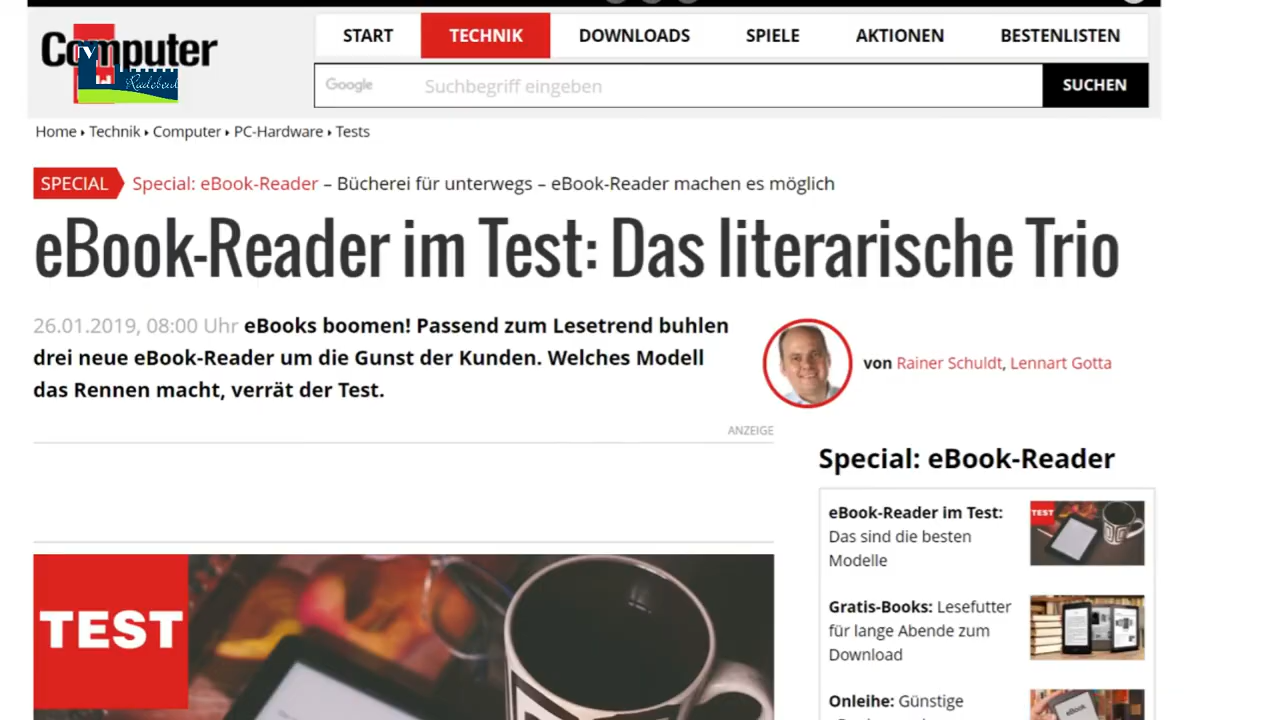 Computer
Radebeul
START TECHNIK DOWNLOADS SPIELE AKTIONEN BESTENLISTEN
Google Suchbegriff eingeben SUCHEN
Home Technik Computer PC-Hardware Tests
SPECIAL Special: eBook-Reader – Bücherei für unterwegs – eBook-Reader machen es möglich
eBook-Reader im Test: Das literarische Trio
26.01.2019, 08:00 Uhr eBooks boomen! Passend zum Lesetrend buhlen
drei neue eBook-Reader um die Gunst der Kunden. Welches Modell
das Rennen macht, verrät der Test.
von Rainer Schuldt, Lennart Gotta
ANZEIGE
Special: eBook-Reader
eBook-Reader im Test:
Das sind die besten
Modelle
TEST
Gratis-Books: Lesefutter
für lange Abende zum
Download
TEST
Onleihe: Günstige
eBook